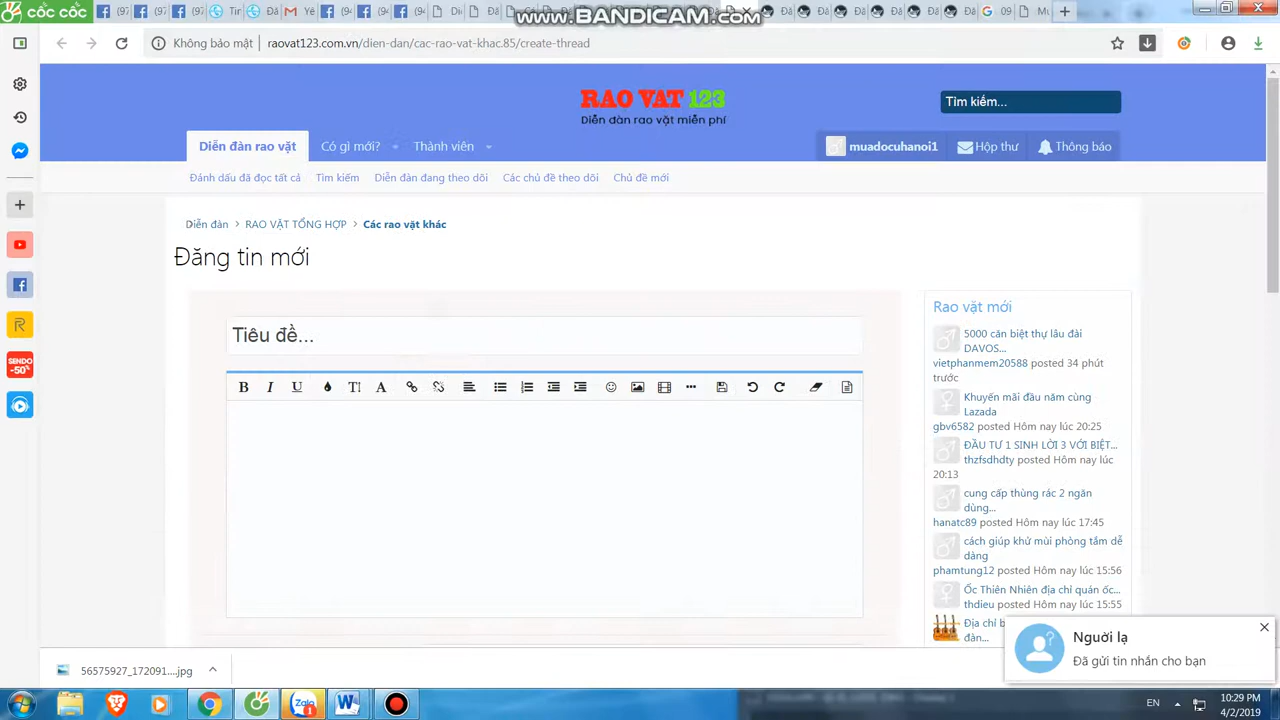 CỐC CỐC
www.BANDICAM.com
Không bảo mật
raovat123.com.vn/dien-dan/cac-rao-vat-khac.85/create-thread
RAO VAT 123
Diễn đàn rao vặt miễn phí
Tìm kiếm...
Diễn đàn rao vặt
Có gì mới?
Thành viên
muadocuhanoi1
Hộp thư
Thông báo
Đánh dấu đã đọc tất cả
Tìm kiếm
Diễn đàn đang theo dõi
Các chủ đề theo dõi
Chủ đề mới
Diễn đàn
RAO VẶT TỔNG HỢP
Các rao vặt khác
Đăng tin mới
Tiêu đề...
Rao vặt mới
5000 căn biệt thự lâu đài
DAVOS...
vietphanmem20588 posted 34 phút
trước
Khuyến mãi đầu năm cùng
Lazada
gbv6582 posted Hôm nay lúc 20:25
ĐẦU TƯ 1 SINH LỜI 3 VỚI BIỆT...
thzfsdhdty posted Hôm nay lúc
20:13
cung cấp thùng rác 2 ngăn
dùng...
hanatc89 posted Hôm nay lúc 17:45
cách giúp khử mùi phòng tắm dễ
dàng
phamtung12 posted Hôm nay lúc 15:56
Ốc Thiên Nhiên địa chỉ quán ốc...
thdieu posted Hôm nay lúc 15:55
Địa chỉ
đàn...
SENDO
-50%
Người lạ
Đã gửi tin nhắn cho bạn
56575927_172091....jpg
Zalo
EN
10:29 PM
4/2/2019